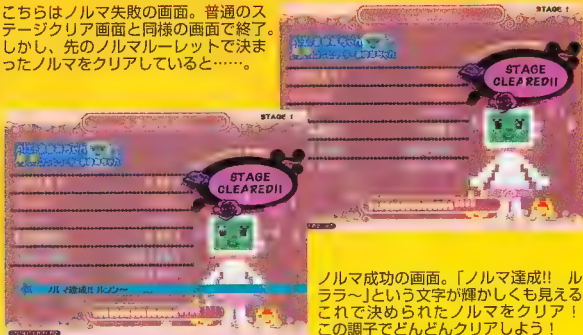 こちらはノルマ失敗の画面。普通のス
テージクリア画面と同様の画面で終了。
しかし、先のノルマルーレットで決ま
ったノルマをクリアしていると……。
STAGE 1
STAGE
CLEARED!!
STAGE 1
STAGE
CLEARED!!
ノルマ達成!! ルンラ～
ノルマ成功の画面。「ノルマ達成!! ル
ララ～」という文字が輝かしくも見える
これで決められたノルマをクリア！
この調子でどんどんクリアしよう！